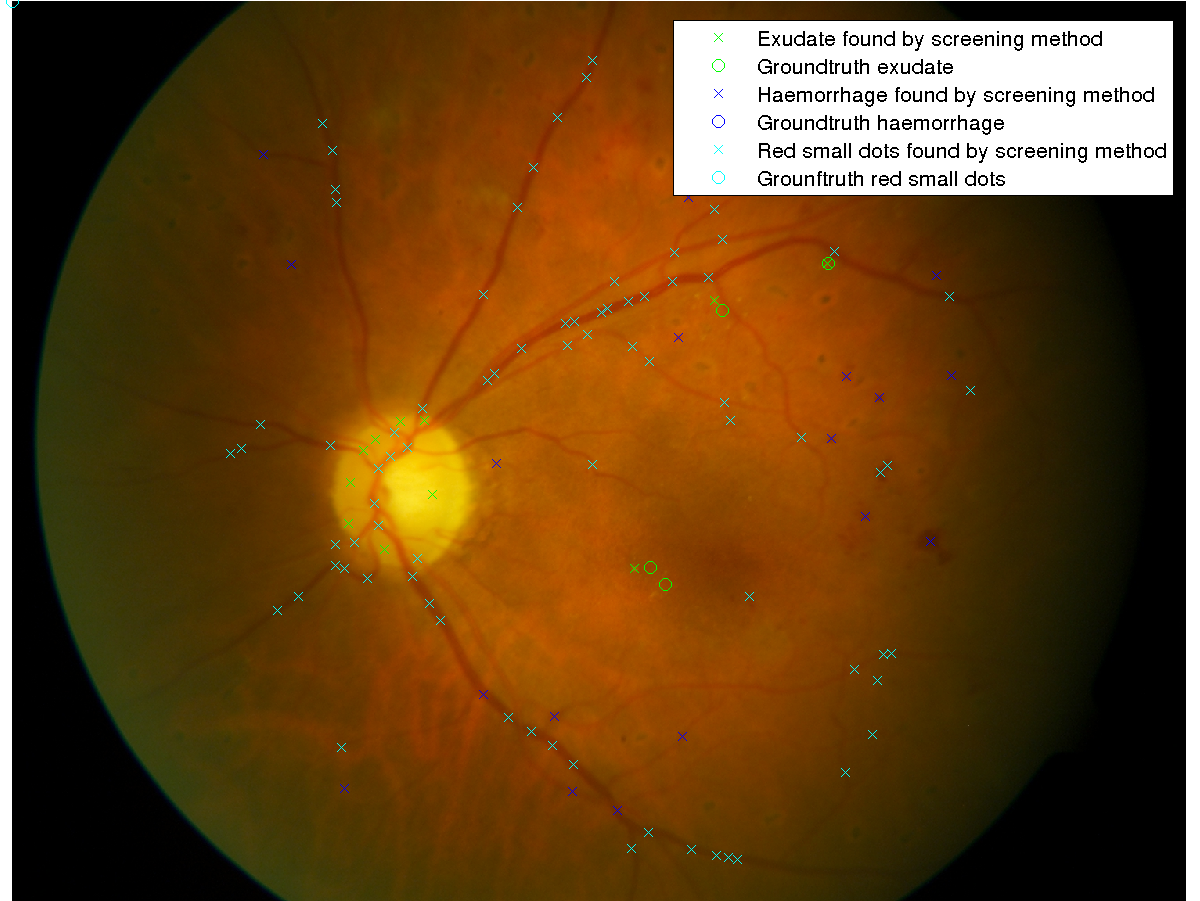 Exudate found by screening method
Groundtruth exudate
Haemorrhage found by screening method
Groundtruth haemorrhage
Red small dots found by screening method
Grounftruth red small dots